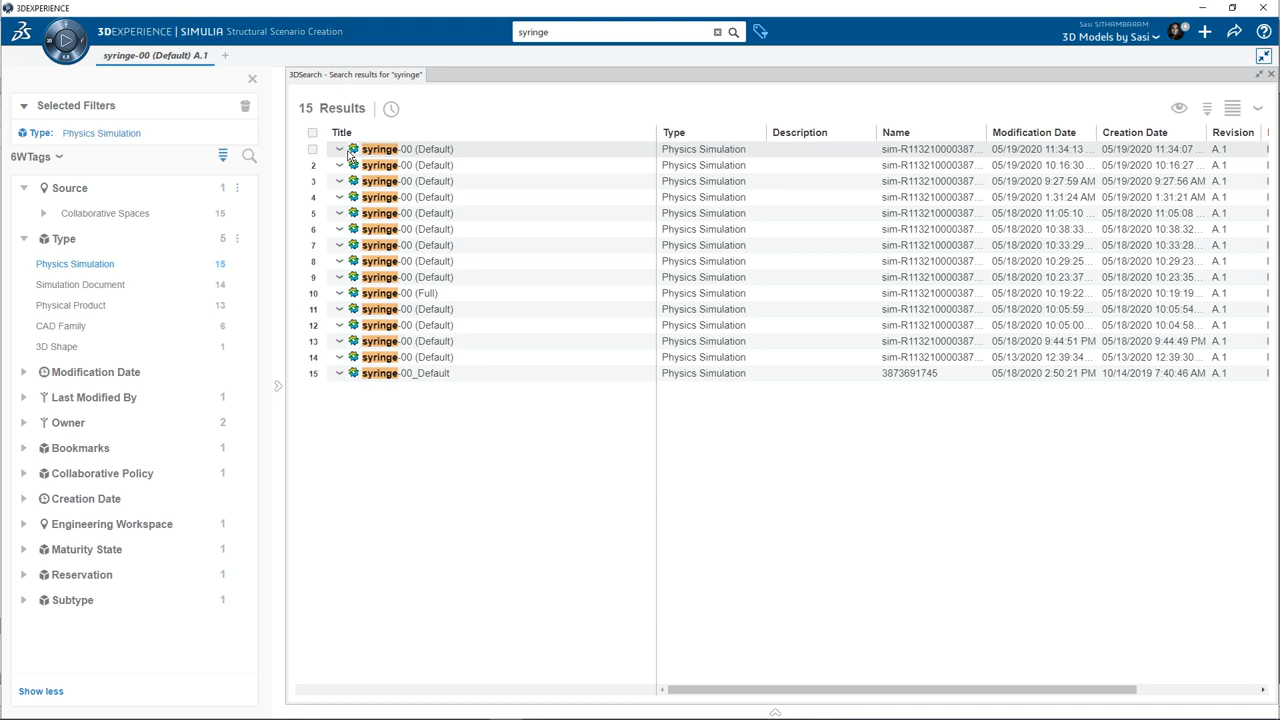 3DEXPERIENCE
3DEXPERIENCE | SIMULIA Structural Scenario Creation
syringe
Sasi SITHAMBARAM
3D Models by Sasi
syringe-00 (Default) A.1
3DSearch - Search results for "syringe"
Selected Filters
Type: Physics Simulation
6WTags
Source 1
Collaborative Spaces 15
Type 5
Physics Simulation 15
Simulation Document 14
Physical Product 13
CAD Family 6
3D Shape 1
Modification Date
Last Modified By 1
Owner 2
Bookmarks 1
Collaborative Policy 1
Creation Date
Engineering Workspace 1
Maturity State 1
Reservation 1
Subtype 1
Show less
15 Results
Title Type Description Name Modification Date Creation Date Revision
syringe-00 (Default) Physics Simulation sim-R113210000387... 05/19/2020 11:34:13 ... 05/19/2020 11:34:07 ... A.1
2 syringe-00 (Default) Physics Simulation sim-R113210000387... 05/19/2020 10:16:30... 05/19/2020 10:16:27 ... A.1
3 syringe-00 (Default) Physics Simulation sim-R113210000387... 05/19/2020 9:27:59 AM 05/19/2020 9:27:56 AM A.1
4 syringe-00 (Default) Physics Simulation sim-R113210000387... 05/19/2020 1:31:24 AM 05/19/2020 1:31:21 AM A.1
5 syringe-00 (Default) Physics Simulation sim-R113210000387... 05/18/2020 11:05:10 ... 05/18/2020 11:05:08 ... A.1
6 syringe-00 (Default) Physics Simulation sim-R113210000387... 05/18/2020 10:38:33... 05/18/2020 10:38:32... A.1
7 syringe-00 (Default) Physics Simulation sim-R113210000387... 05/18/2020 10:33:28... 05/18/2020 10:33:28... A.1
8 syringe-00 (Default) Physics Simulation sim-R113210000387... 05/18/2020 10:29:25... 05/18/2020 10:29:23... A.1
9 syringe-00 (Default) Physics Simulation sim-R113210000387... 05/18/2020 10:23:37... 05/18/2020 10:23:35... A.1
10 syringe-00 (Full) Physics Simulation sim-R113210000387... 05/18/2020 10:19:22... 05/18/2020 10:19:19... A.1
11 syringe-00 (Default) Physics Simulation sim-R113210000387... 05/18/2020 10:05:59... 05/18/2020 10:05:54... A.1
12 syringe-00 (Default) Physics Simulation sim-R113210000387... 05/18/2020 10:05:00... 05/18/2020 10:04:58... A.1
13 syringe-00 (Default) Physics Simulation sim-R113210000387... 05/18/2020 9:44:51 PM 05/18/2020 9:44:49 PM A.1
14 syringe-00 (Default) Physics Simulation sim-R113210000387... 05/13/2020 12:39:34... 05/13/2020 12:39:30... A.1
15 syringe-00_Default Physics Simulation 3873691745 05/18/2020 2:50:21 PM 10/14/2019 7:40:46 AM A.1